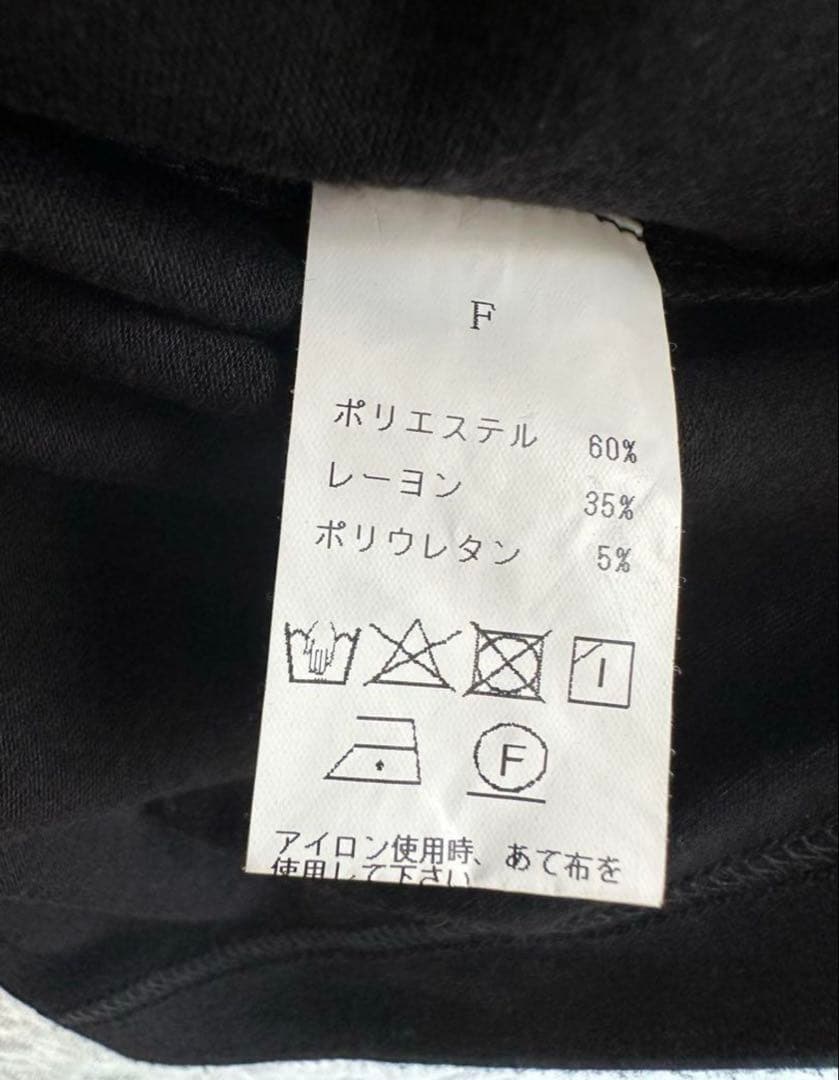 F
ポリエステル 60%
レーヨン 35%
ポリウレタン 5%
F
アイロン使用時、あて布を
使用して下さい